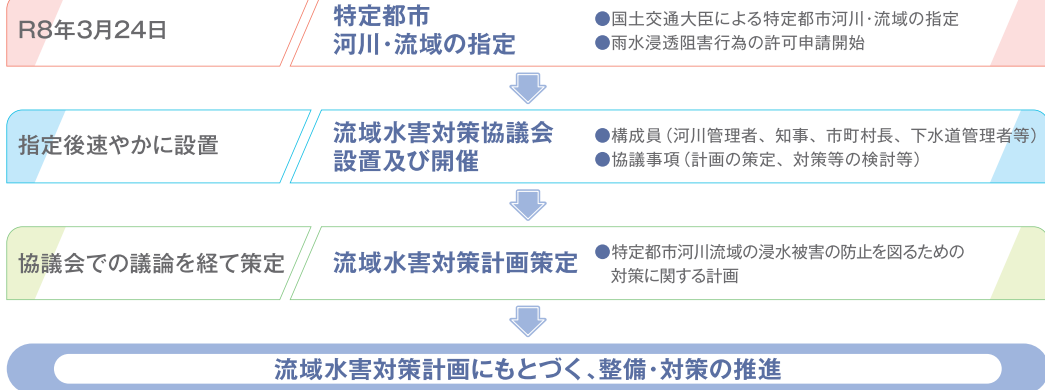 R8年3月24日
特定都市
河川・流域の指定
●国土交通大臣による特定都市河川・流域の指定
●雨水浸透阻害行為の許可申請開始
指定後速やかに設置
流域水害対策協議会
設置及び開催
●構成員（河川管理者、知事、市町村長、下水道管理者等）
●協議事項（計画の策定、対策等の検討等）
協議会での議論を経て策定
流域水害対策計画策定
●特定都市河川流域の浸水被害の防止を図るための
対策に関する計画
流域水害対策計画にもとづく、整備・対策の推進